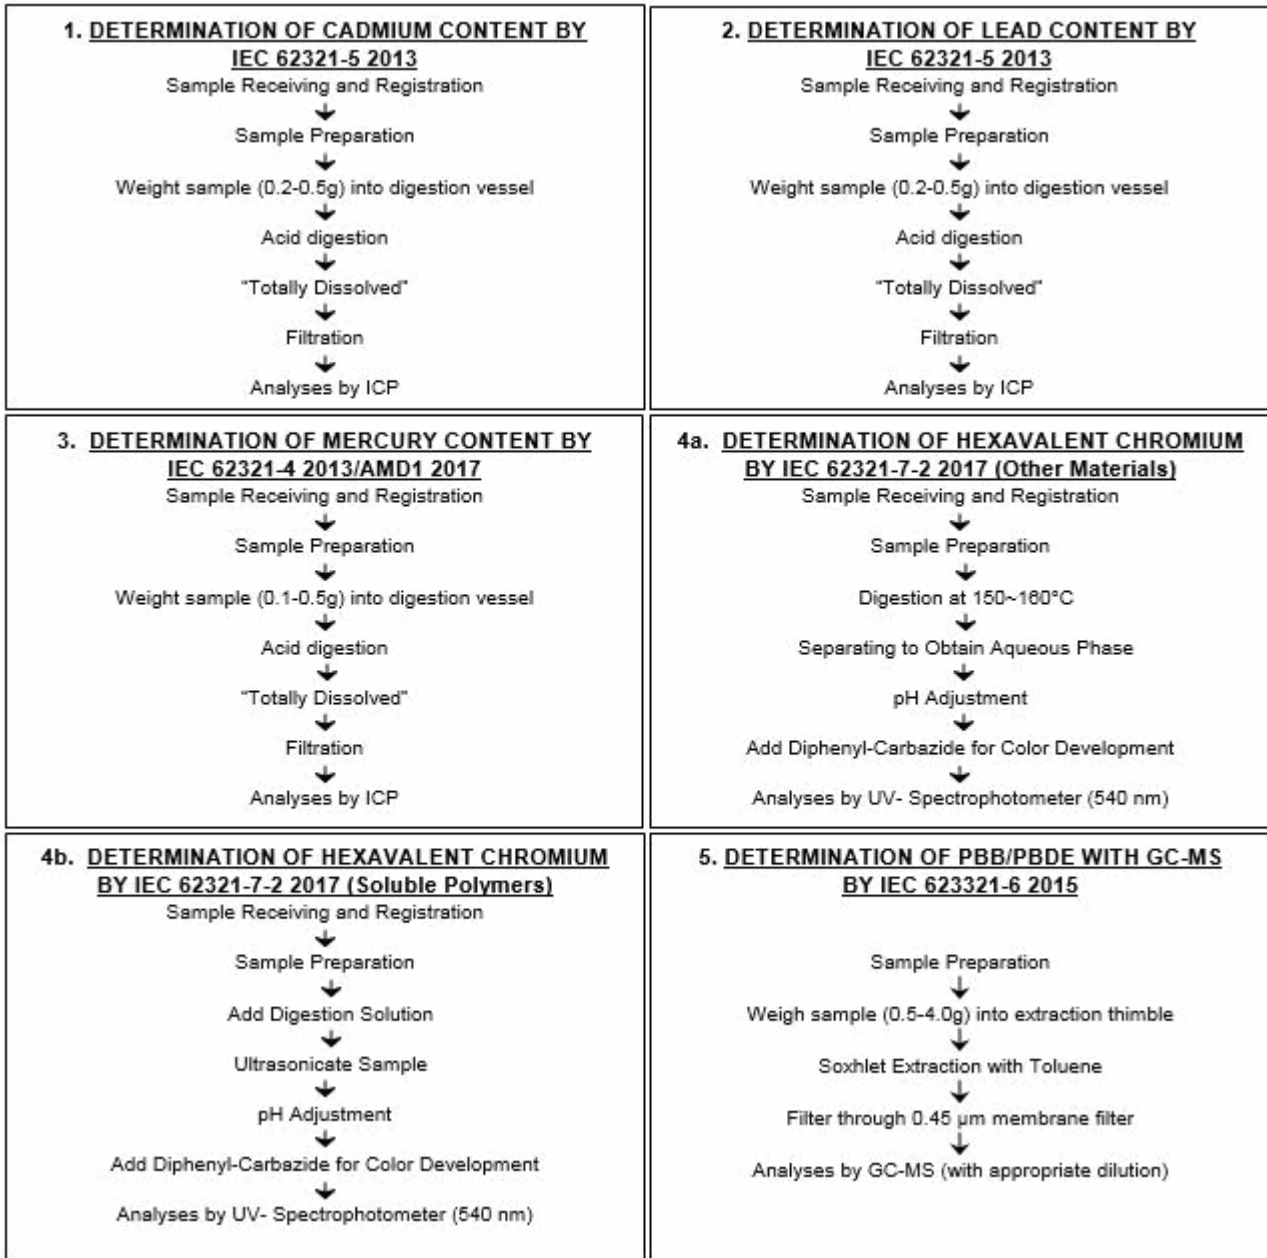 1. DETERMINATION OF CADMIUM CONTENT BY
IEC 62321-5 2013
Sample Receiving and Registration
Sample Preparation
Weight sample (0.2-0.5g) into digestion vessel
Acid digestion
"Totally Dissolved"
Filtration
Analyses by ICP
2. DETERMINATION OF LEAD CONTENT BY
IEC 62321-5 2013
Sample Receiving and Registration
Sample Preparation
Weight sample (0.2-0.5g) into digestion vessel
Acid digestion
"Totally Dissolved"
Filtration
Analyses by ICP
3. DETERMINATION OF MERCURY CONTENT BY
IEC 62321-4 2013/AMD1 2017
Sample Receiving and Registration
Sample Preparation
Weight sample (0.1-0.5g) into digestion vessel
Acid digestion
"Totally Dissolved"
Filtration
Analyses by ICP
4a. DETERMINATION OF HEXAVALENT CHROMIUM
BY IEC 62321-7-2 2017 (Other Materials)
Sample Receiving and Registration
Sample Preparation
Digestion at 150~160°C
Separating to Obtain Aqueous Phase
pH Adjustment
Add Diphenyl-Carbazide for Color Development
Analyses by UV- Spectrophotometer (540 nm)
4b. DETERMINATION OF HEXAVALENT CHROMIUM
BY IEC 62321-7-2 2017 (Soluble Polymers)
Sample Receiving and Registration
Sample Preparation
Add Digestion Solution
Ultrasonicate Sample
pH Adjustment
Add Diphenyl-Carbazide for Color Development
Analyses by UV- Spectrophotometer (540 nm)
5. DETERMINATION OF PBB/PBDE WITH GC-MS
BY IEC 623321-6 2015
Sample Preparation
Weigh sample (0.5-4.0g) into extraction thimble
Soxhlet Extraction with Toluene
Filter through 0.45 µm membrane filter
Analyses by GC-MS (with appropriate dilution)